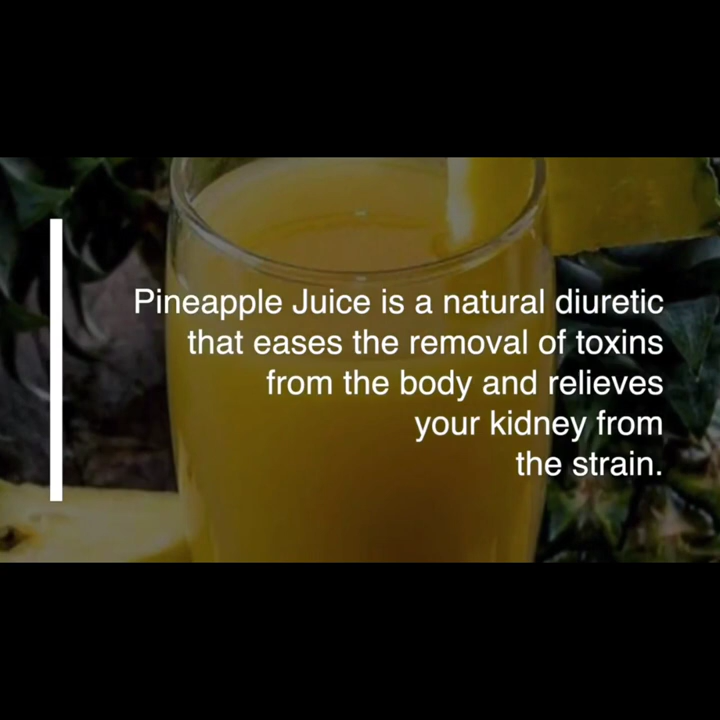 Pineapple Juice is a natural diuretic
that eases the removal of toxins
from the body and relieves
your kidney from
the strain.